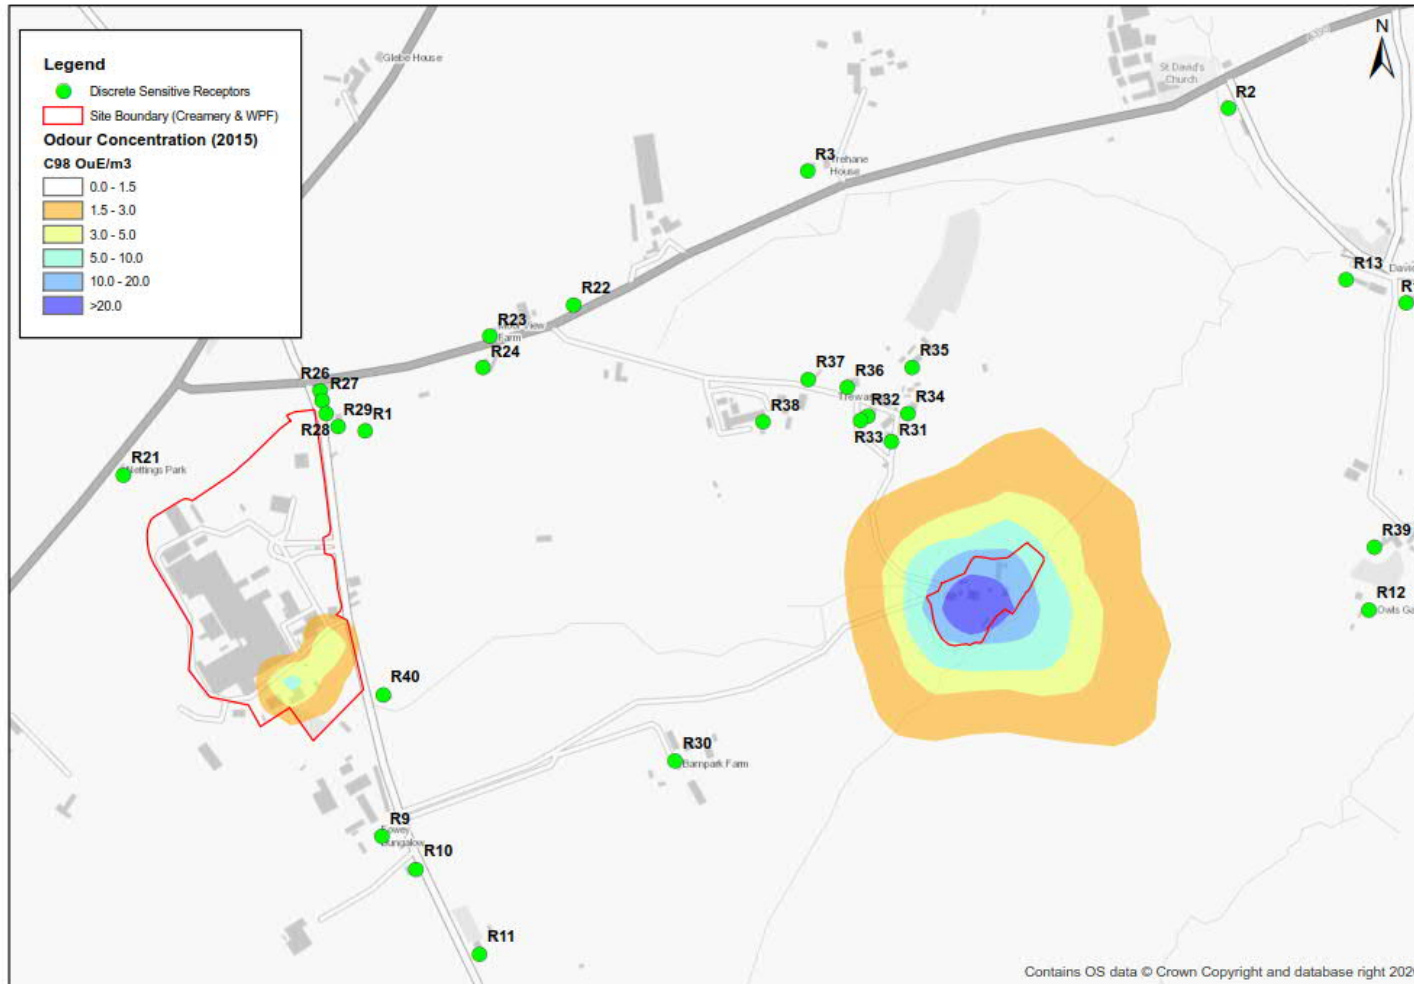 Legend
Discrete Sensitive Receptors
Site Boundary (Creamery & WPF)
Odour Concentration (2015)
C98 OuE/m3
0.0 - 1.5
1.5 - 3.0
3.0 - 5.0
5.0 - 10.0
10.0 - 20.0
>20.0
Glebe House
St David's
Church
N
R2
R3
Trehane
House
R13
R22
R23
Farm
R24
R26
R27
R37
R36
R35
R29
R1
R28
R38
R32
R34
R33
R31
R21
Nettings Park
R39
R12
R40
R30
Barnpark Farm
R9
Fowey
Bungalow
R10
R11
Contains OS data © Crown Copyright and database right 202